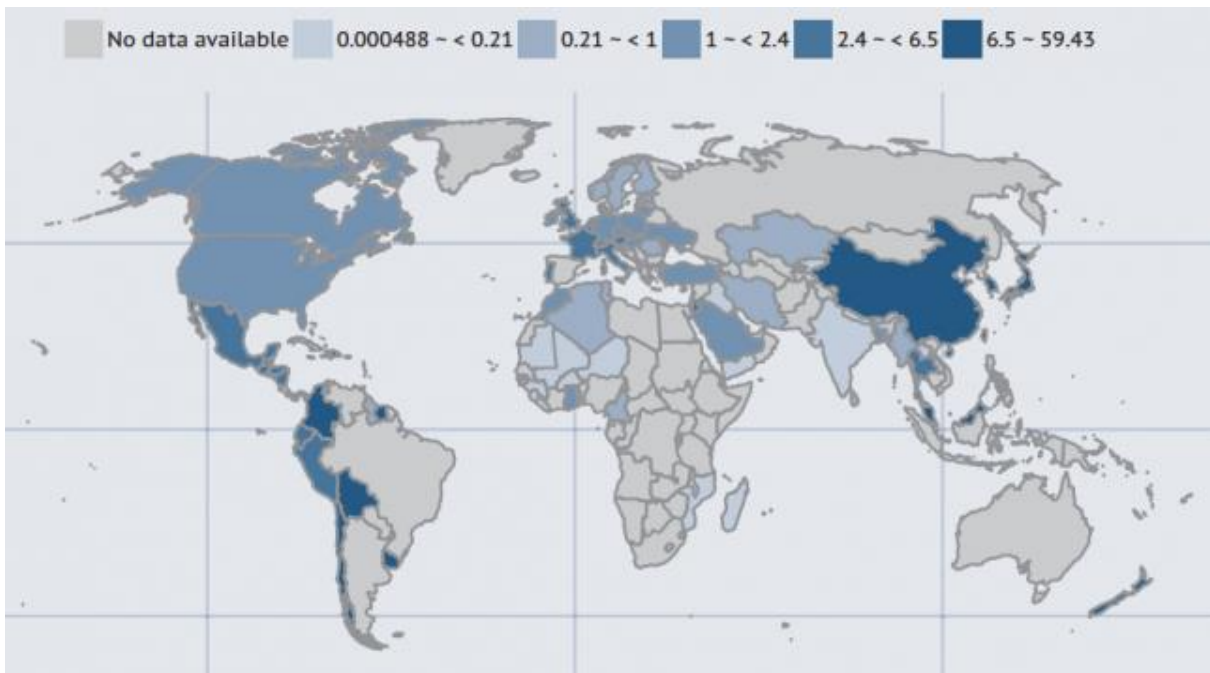 No data available 0.000488 ~ < 0.21 0.21 ~ < 1 1 ~ < 2.4 2.4 ~ < 6.5 6.5 ~ 59.43